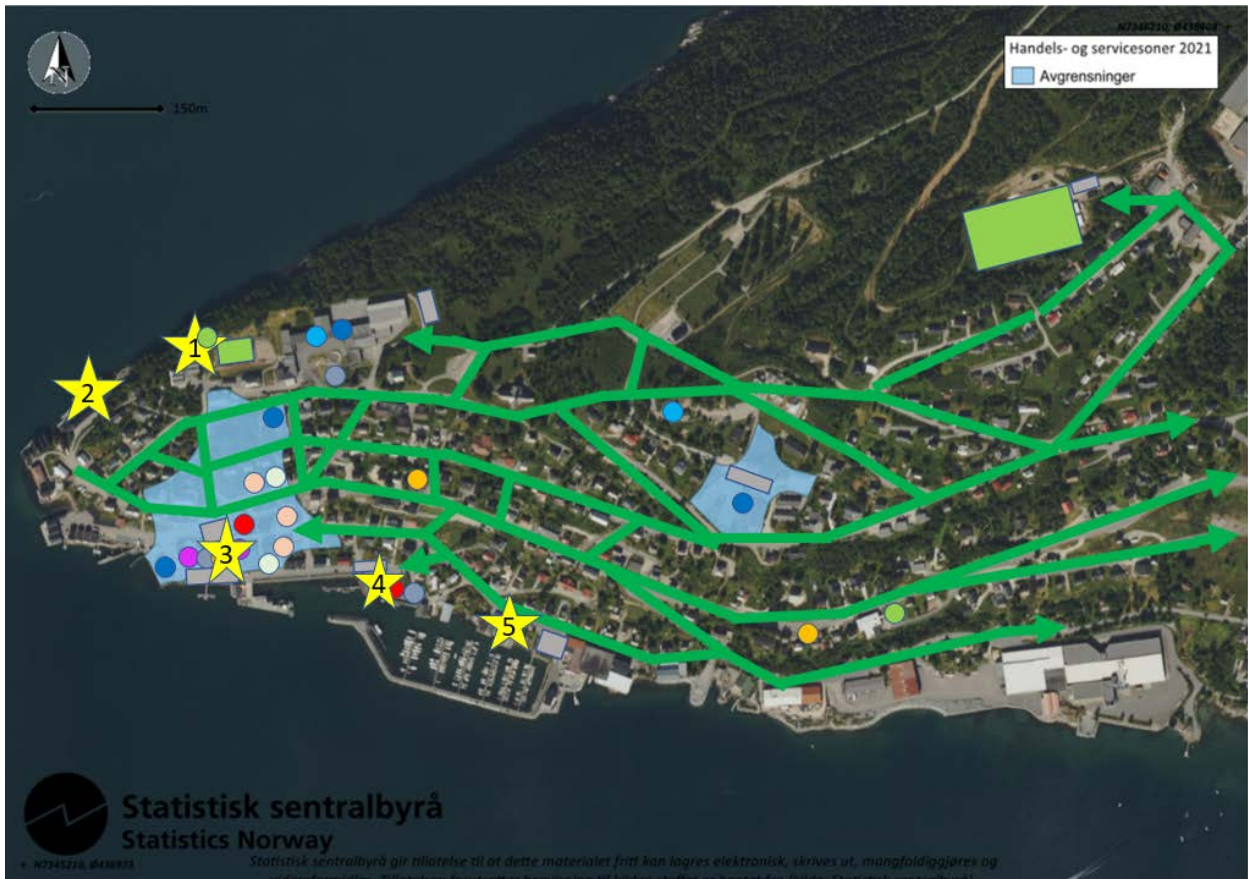 N
150m
Handels- og servicesoner 2021
Avgrensninger
1
2
3
4
5
Statistisk sentralbyrå
Statistics Norway
Statistisk sentralbyrå gir tillatelse til at dette materialet fritt kan lagres elektronisk, skrives ut, mangfoldiggjøres og